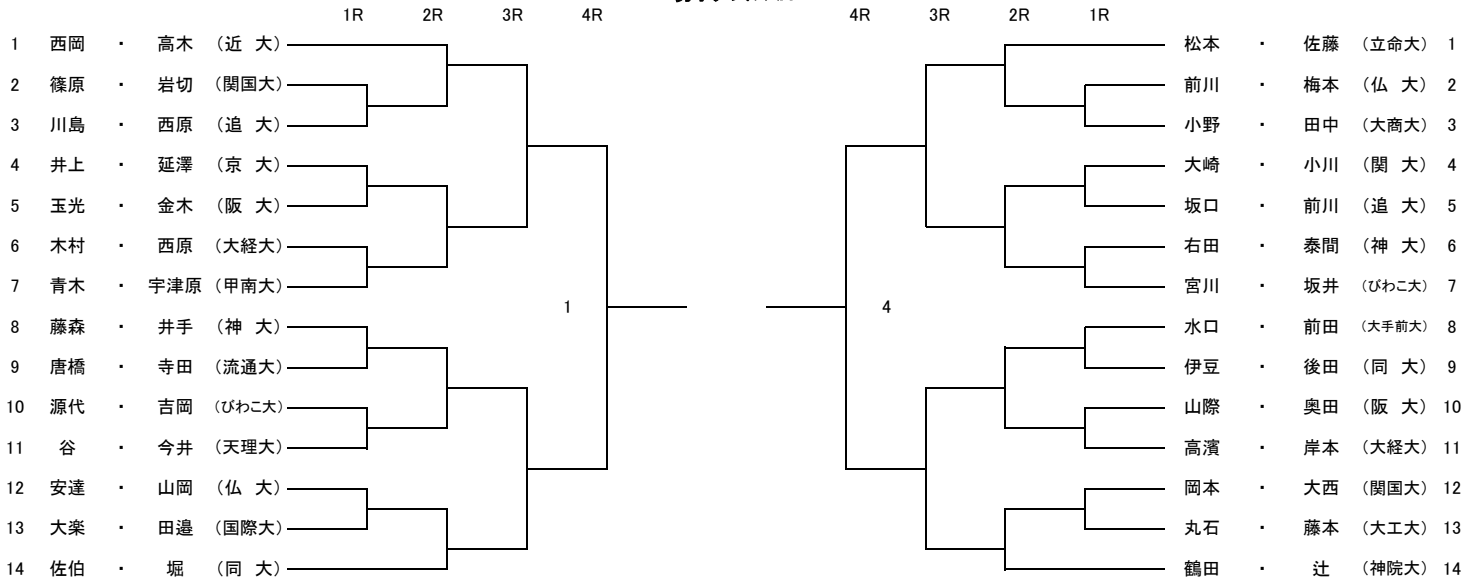 1R 2R 3R 4R 4R 3R 2R 1R
1 西岡 ・ 高木 (近 大) 松本 ・ 佐藤 (立命大) 1
2 篠原 ・ 岩切 (関国大) 前川 ・ 梅本 (仏 大) 2
3 川島 ・ 西原 (追 大) 小野 ・ 田中 (大商大) 3
4 井上 ・ 延澤 (京 大) 大崎 ・ 小川 (関 大) 4
5 玉光 ・ 金木 (阪 大) 坂口 ・ 前川 (追 大) 5
6 木村 ・ 西原 (大経大) 右田 ・ 泰間 (神 大) 6
7 青木 ・ 宇津原 (甲南大) 宮川 ・ 坂井 (びわこ大) 7
1 4
8 藤森 ・ 井手 (神 大) 水口 ・ 前田 (大手前大) 8
9 唐橋 ・ 寺田 (流通大) 伊豆 ・ 後田 (同 大) 9
10 源代 ・ 吉岡 (びわこ大) 山際 ・ 奥田 (阪 大) 10
11 谷 ・ 今井 (天理大) 高濱 ・ 岸本 (大経大) 11
12 安達 ・ 山岡 (仏 大) 岡本 ・ 大西 (関国大) 12
13 大楽 ・ 田邉 (国際大) 丸石 ・ 藤本 (大工大) 13
14 佐伯 ・ 堀 (同 大) 鶴田 ・ 辻 (神院大) 14